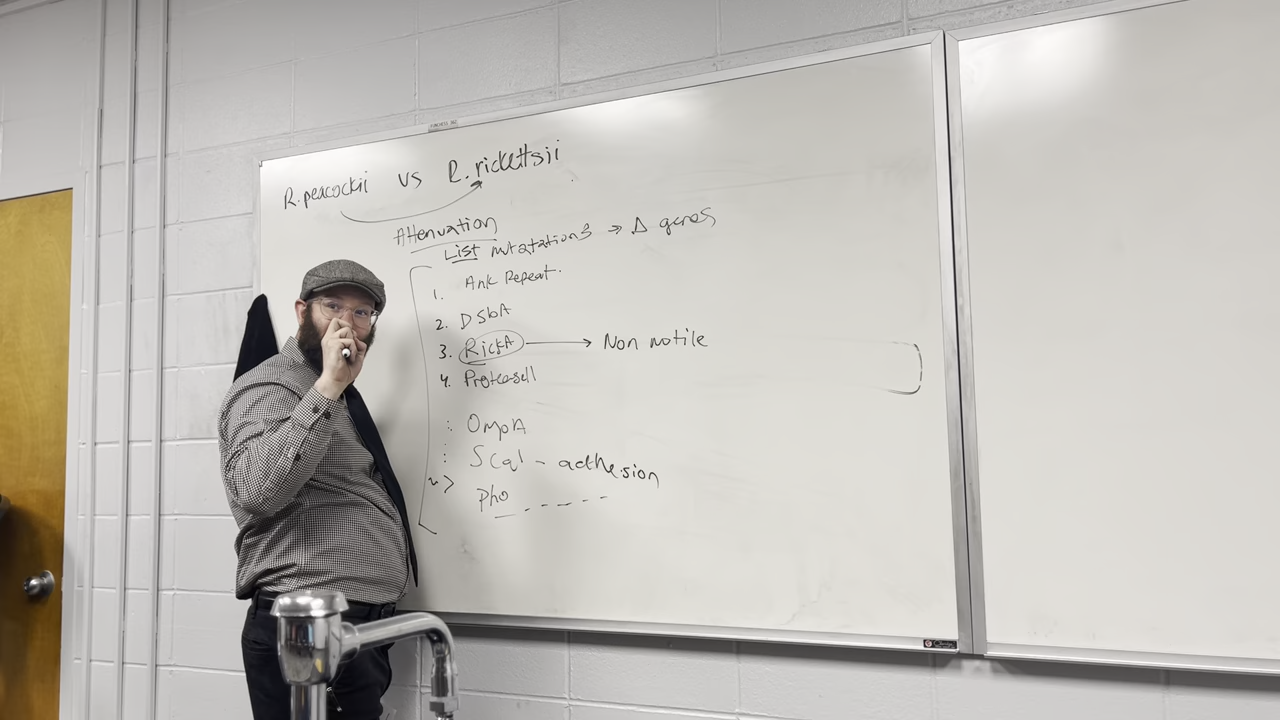 R. peacockii vs R. rickettsii
Attenuation
List mutations → Δ genes
1. Ank Repeat.
2. DsbA
3. RickA → Non motile
4. Protease II
: OmpA
: Sca1 - adhesion
Pho _ - - - -